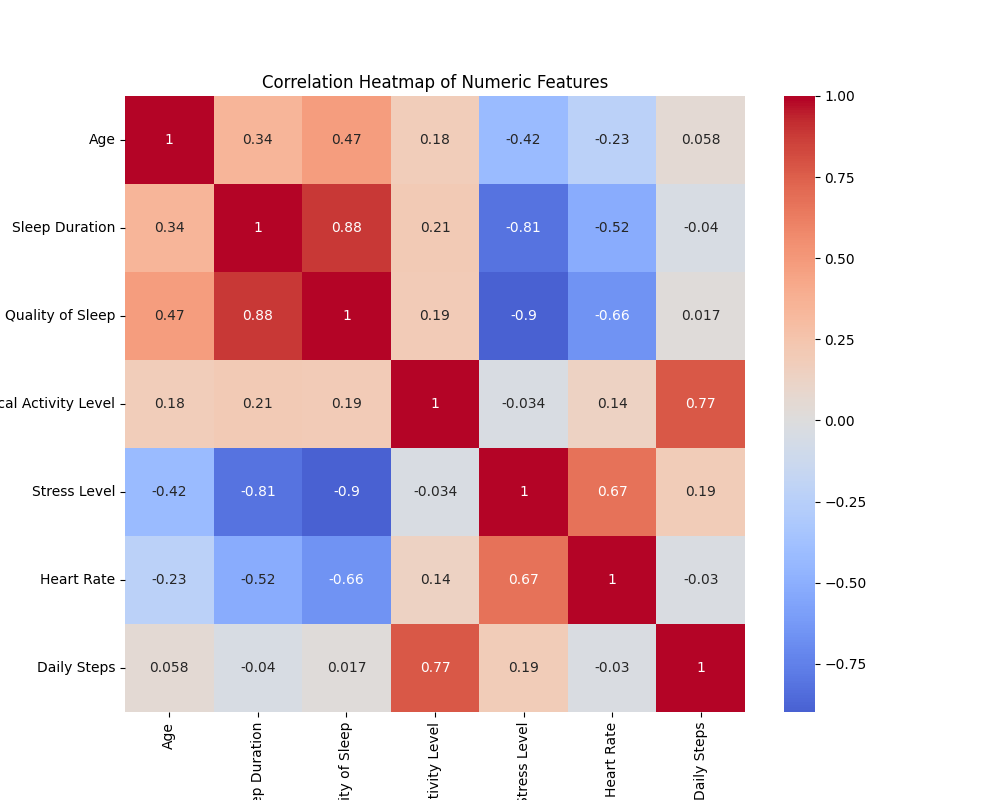 Correlation Heatmap of Numeric Features
Age 1 0.34 0.47 0.18 -0.42 -0.23 0.058
Sleep Duration 0.34 1 0.88 0.21 -0.81 -0.52 -0.04
Quality of Sleep 0.47 0.88 1 0.19 -0.9 -0.66 0.017
cal Activity Level 0.18 0.21 0.19 1 -0.034 0.14 0.77
Stress Level -0.42 -0.81 -0.9 -0.034 1 0.67 0.19
Heart Rate -0.23 -0.52 -0.66 0.14 0.67 1 -0.03
Daily Steps 0.058 -0.04 0.017 0.77 0.19 -0.03 1
Age
ep Duration
ity of Sleep
tivity Level
Stress Level
Heart Rate
Daily Steps
1.00
0.75
0.50
0.25
0.00
−0.25
−0.50
−0.75